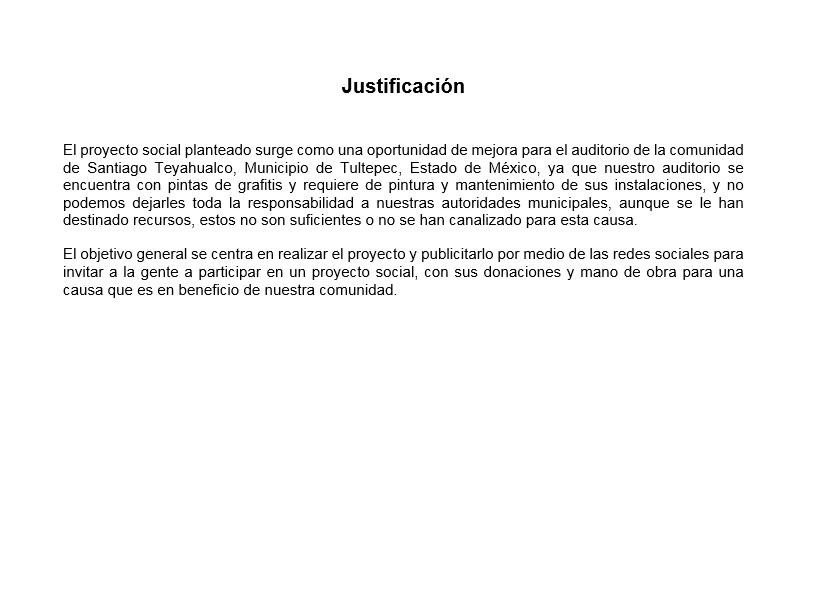 Justificación
El proyecto social planteado surge como una oportunidad de mejora para el auditorio de la comunidad
de Santiago Teyahualco, Municipio de Tultepec, Estado de México, ya que nuestro auditorio se
encuentra con pintas de grafitis y requiere de pintura y mantenimiento de sus instalaciones, y no
podemos dejarles toda la responsabilidad a nuestras autoridades municipales, aunque se le han
destinado recursos, estos no son suficientes o no se han canalizado para esta causa.
El objetivo general se centra en realizar el proyecto y publicitarlo por medio de las redes sociales para
invitar a la gente a participar en un proyecto social, con sus donaciones y mano de obra para una
causa que es en beneficio de nuestra comunidad.